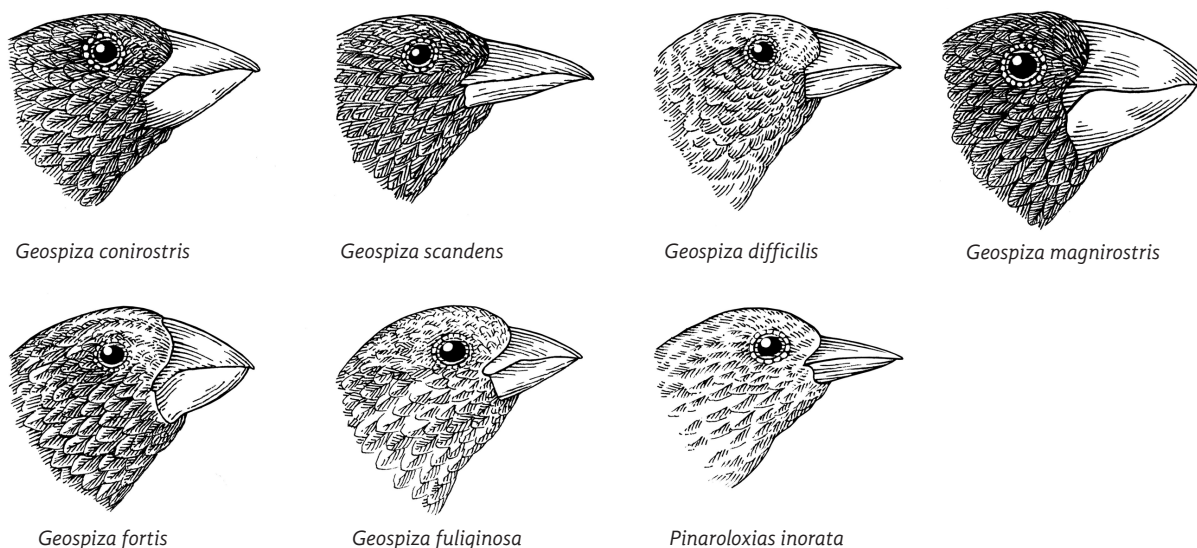 Geospiza conirostris
Geospiza scandens
Geospiza difficilis
Geospiza magnirostris
Geospiza fortis
Geospiza fuliginosa
Pinaroloxias inorata